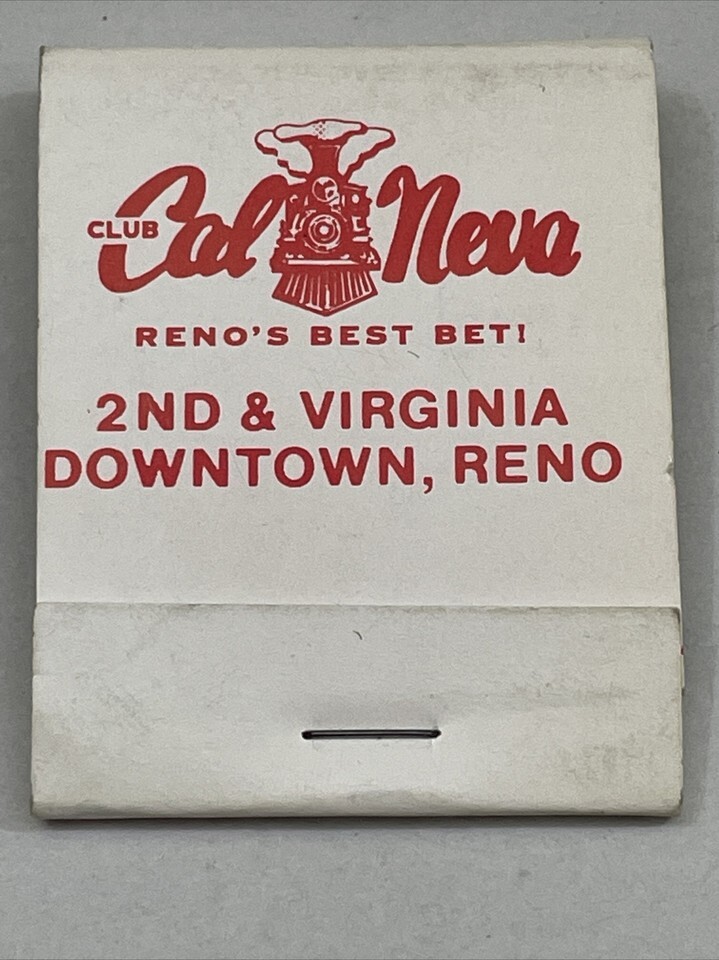 CLUB Cal Neva
RENO'S BEST BET!
2ND & VIRGINIA
DOWNTOWN, RENO